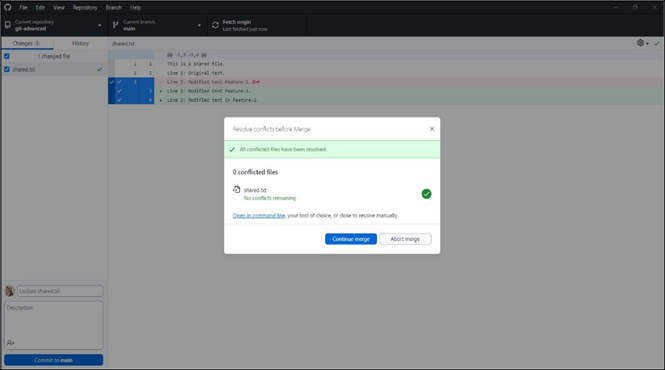 File Edit View Repository Branch Help
Current repository
git-advanced
Current branch
main
Fetch origin
Last fetched just now
Changes 1
History
shared.txt
1 changed file
shared.txt
@@ -1,3 +1,4 @@
1 1 This is a shared file.
2 2 Line 1: Original text.
3 - Line 2: Modified text feature-1.
3 + Line 2: Modified text feature-1.
4 + Line 2: Modified text in feature-2.
Resolve conflicts before Merge
All conflicted files have been resolved.
0 conflicted files
shared.txt
No conflicts remaining
Open in command line, your tool of choice, or close to resolve manually.
Continue merge
Abort merge
Update shared.txt
Description
Commit to main